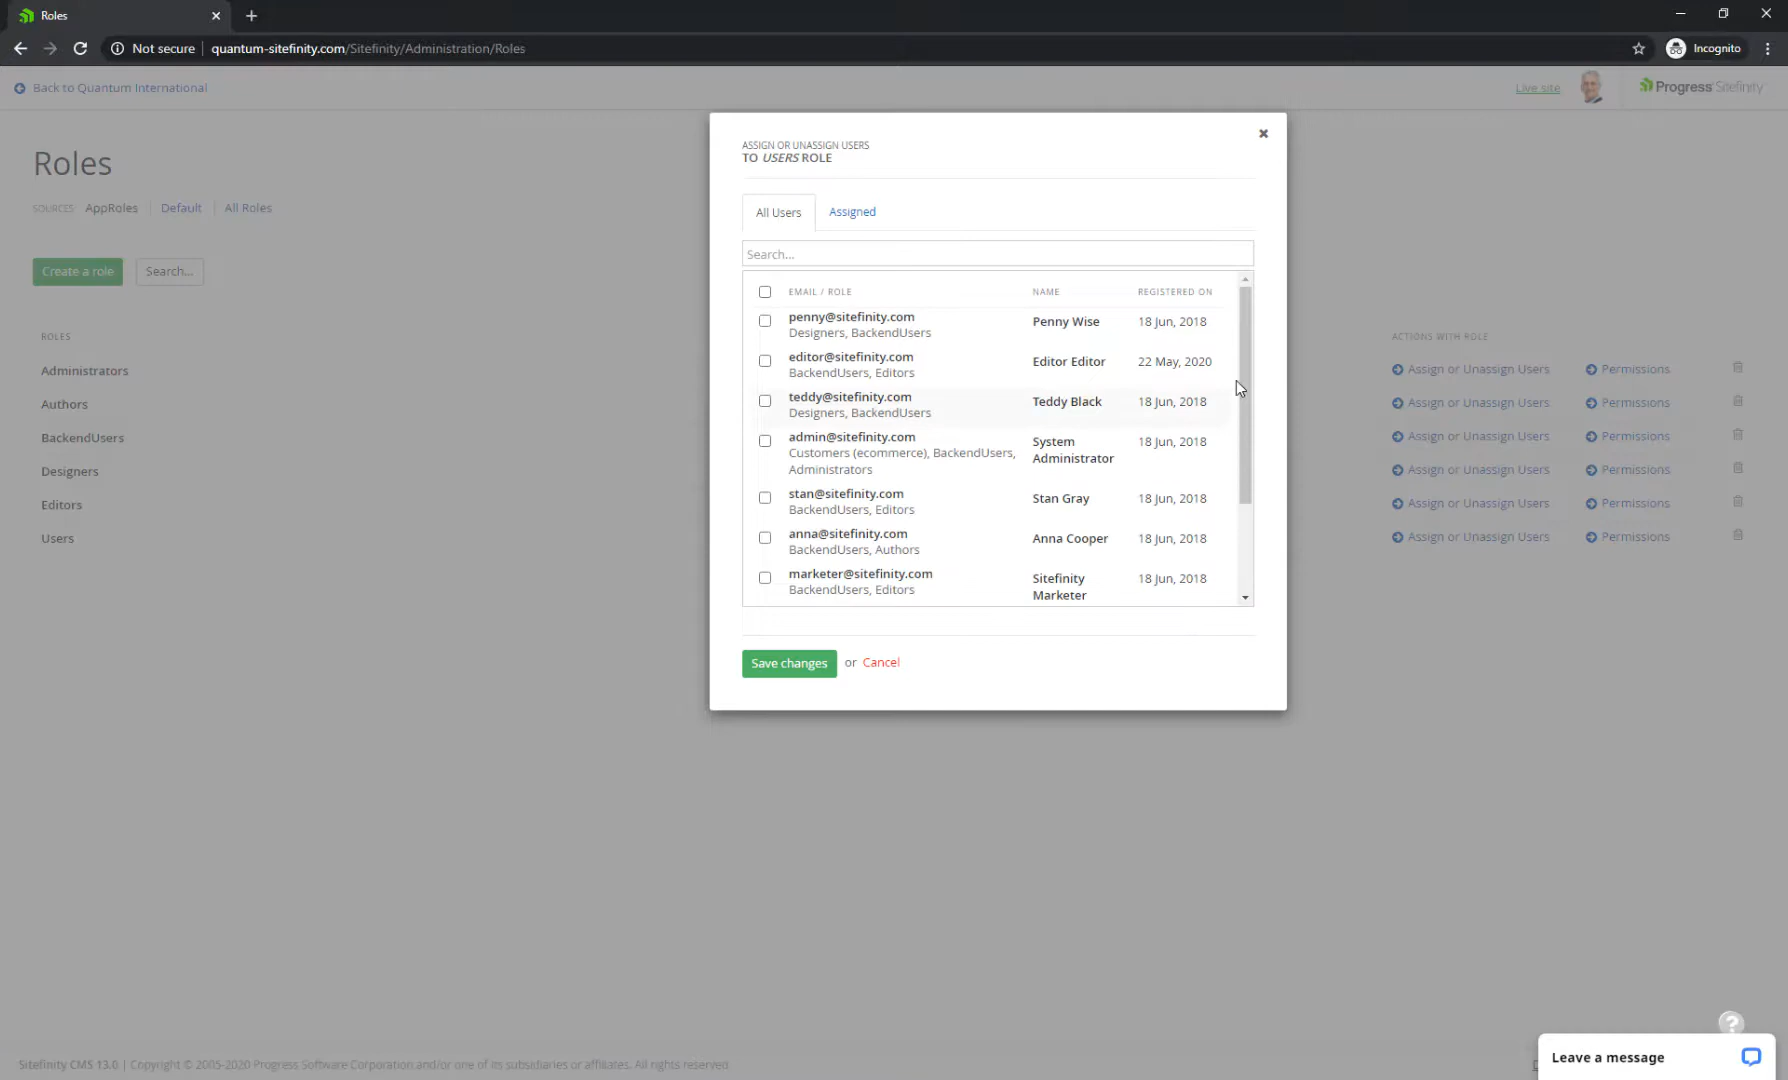 Roles
Not secure
quantum-sitefinity.com/Sitefinity/Administration/Roles
Incognito
Back to Quantum International
Live site
Progress Sitefinity
Roles
SOURCES AppRoles Default All Roles
Create a role Search...
ROLES
ACTIONS WITH ROLE
Administrators
Assign or Unassign Users Permissions
Authors
Assign or Unassign Users Permissions
BackendUsers
Assign or Unassign Users Permissions
Designers
Assign or Unassign Users Permissions
Editors
Assign or Unassign Users Permissions
Users
Assign or Unassign Users Permissions
ASSIGN OR UNASSIGN USERS
TO USERS ROLE
All Users Assigned
Search...
EMAIL / ROLE NAME REGISTERED ON
penny@sitefinity.com Penny Wise 18 Jun, 2018
Designers, BackendUsers
editor@sitefinity.com Editor Editor 22 May, 2020
BackendUsers, Editors
teddy@sitefinity.com Teddy Black 18 Jun, 2018
Designers, BackendUsers
admin@sitefinity.com System 18 Jun, 2018
Customers (ecommerce), BackendUsers, Administrator
Administrators
stan@sitefinity.com Stan Gray 18 Jun, 2018
BackendUsers, Editors
anna@sitefinity.com Anna Cooper 18 Jun, 2018
BackendUsers, Authors
marketer@sitefinity.com Sitefinity 18 Jun, 2018
BackendUsers, Editors Marketer
Save changes or Cancel
?
Leave a message
Sitefinity CMS 13.0 | Copyright © 2005-2020 Progress Software Corporation and/or one of its subsidiaries or affiliates. All rights reserved